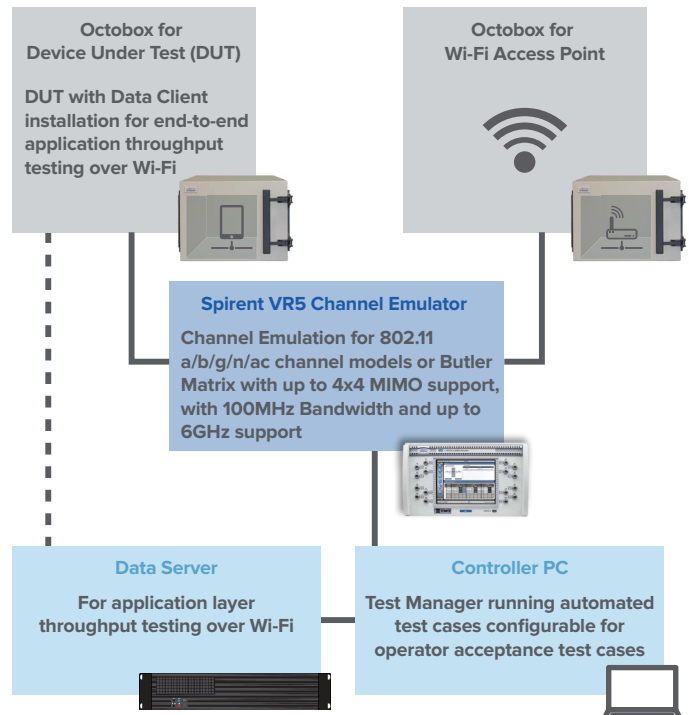 Octobox for
Device Under Test (DUT)
DUT with Data Client
installation for end-to-end
application throughput
testing over Wi-Fi
Octobox for
Wi-Fi Access Point
Spirent VR5 Channel Emulator
Channel Emulation for 802.11
a/b/g/n/ac channel models or Butler
Matrix with up to 4x4 MIMO support,
with 100MHz Bandwidth and up to
6GHz support
Data Server
For application layer
throughput testing over Wi-Fi
Controller PC
Test Manager running automated
test cases configurable for
operator acceptance test cases